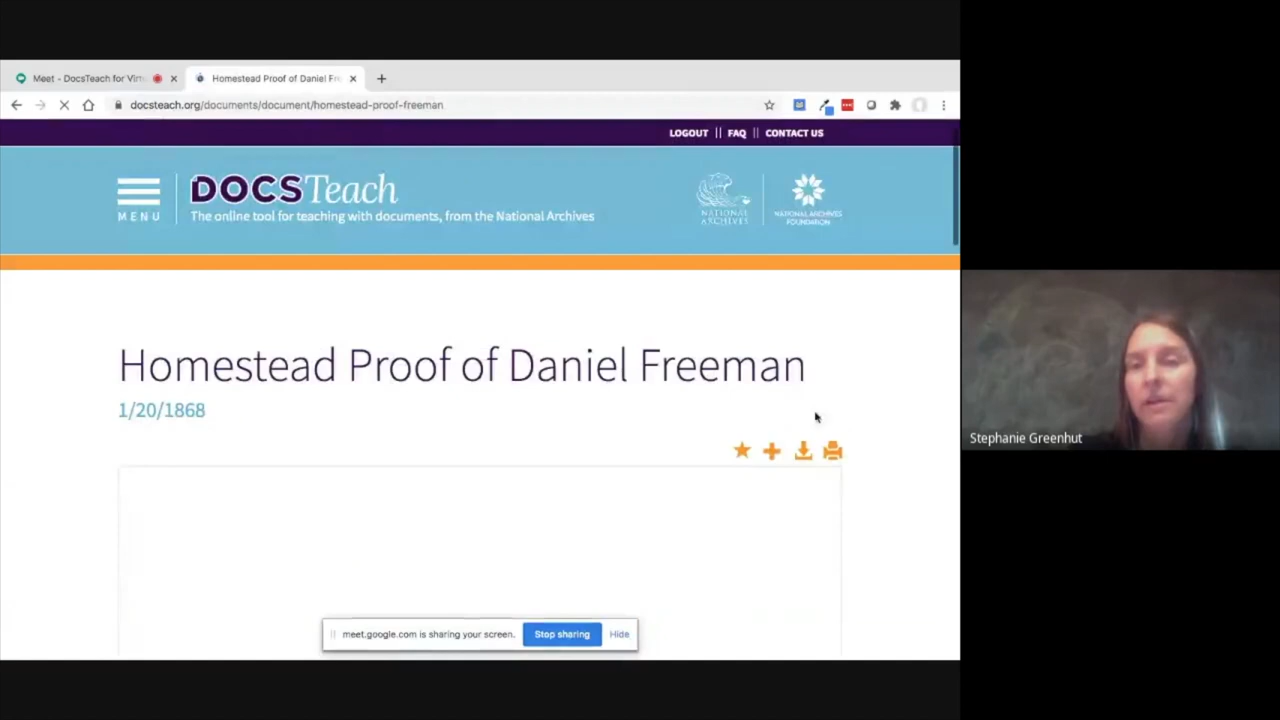 Meet - DocsTeach for Virtu
Homestead Proof of Daniel Fre
docsteach.org/documents/document/homestead-proof-freeman
LOGOUT || FAQ || CONTACT US
MENU
DOCSTeach
The online tool for teaching with documents, from the National Archives
NATIONAL ARCHIVES
NATIONAL ARCHIVES
FOUNDATION
Homestead Proof of Daniel Freeman
1/20/1868
Stephanie Greenhut
meet.google.com is sharing your screen.
Stop sharing
Hide